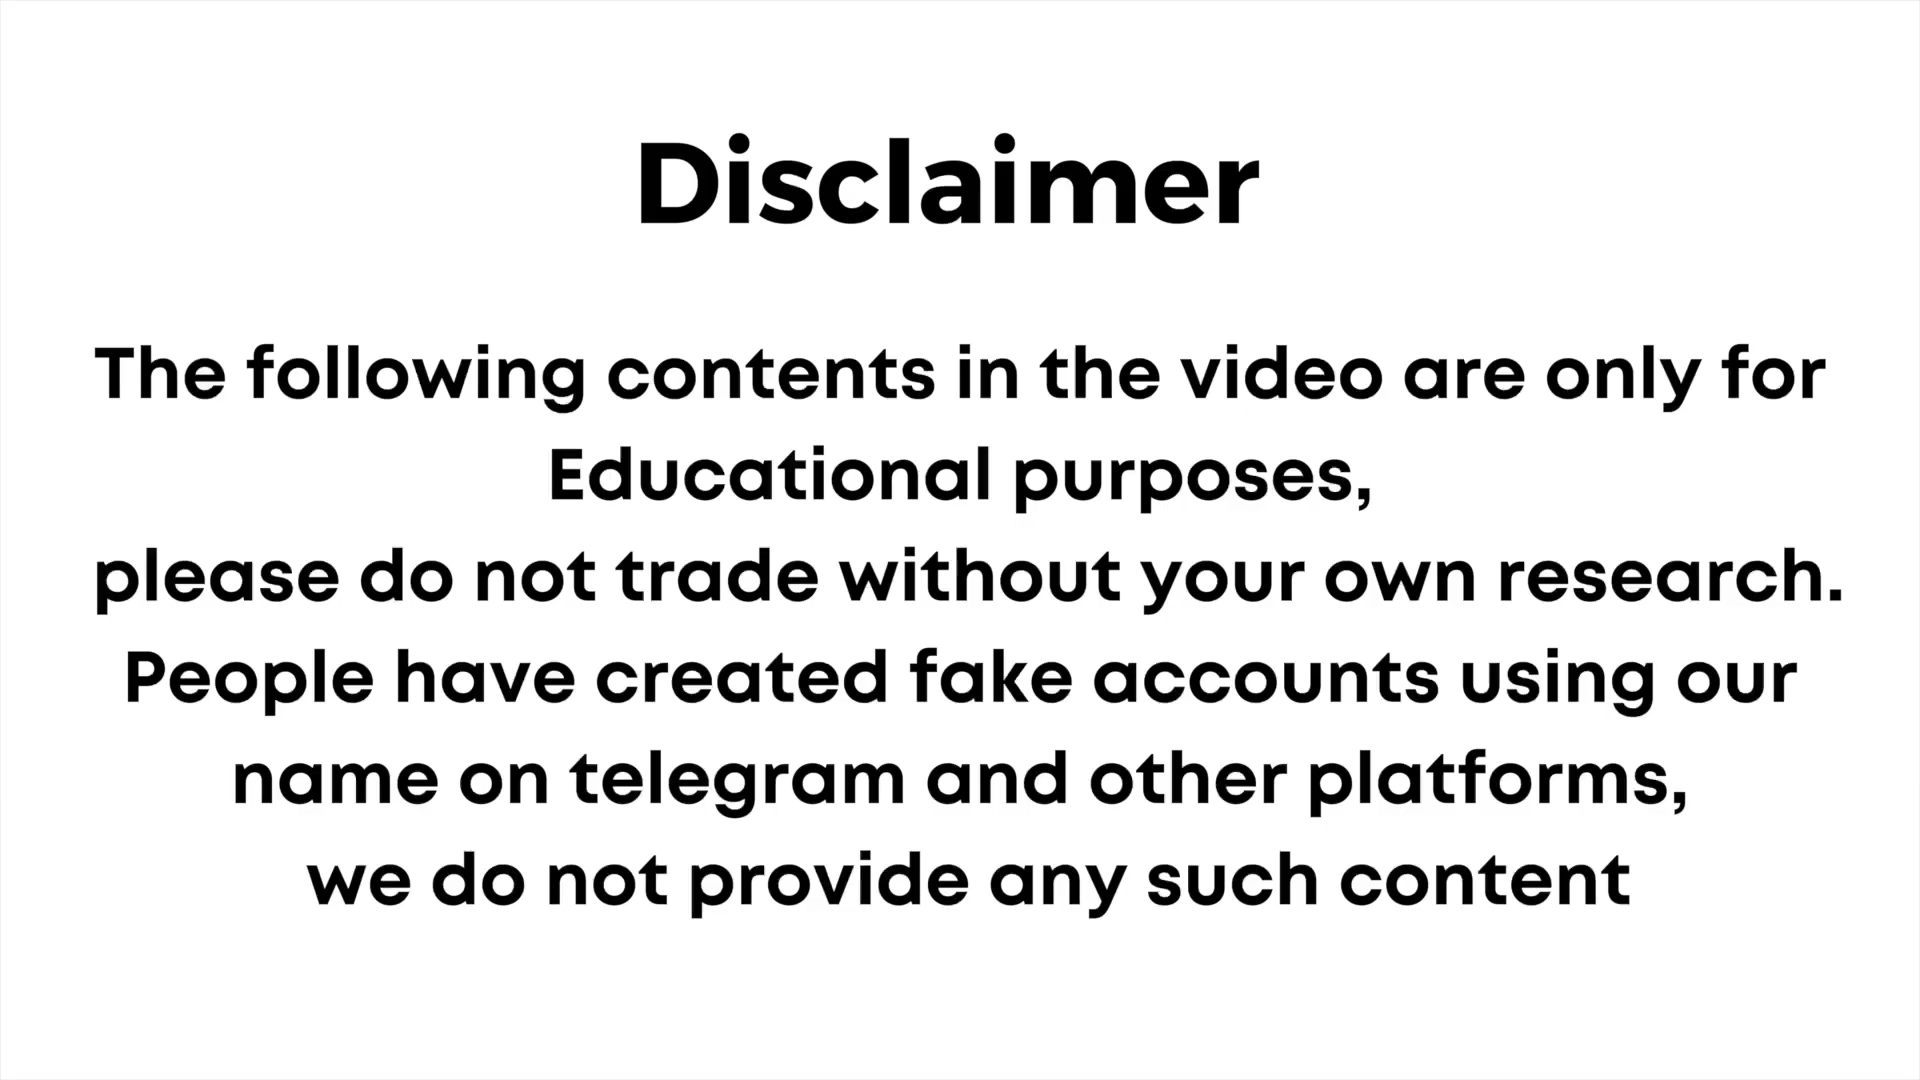 Disclaimer
The following contents in the video are only for
Educational purposes,
please do not trade without your own research.
People have created fake accounts using our
name on telegram and other platforms,
we do not provide any such content